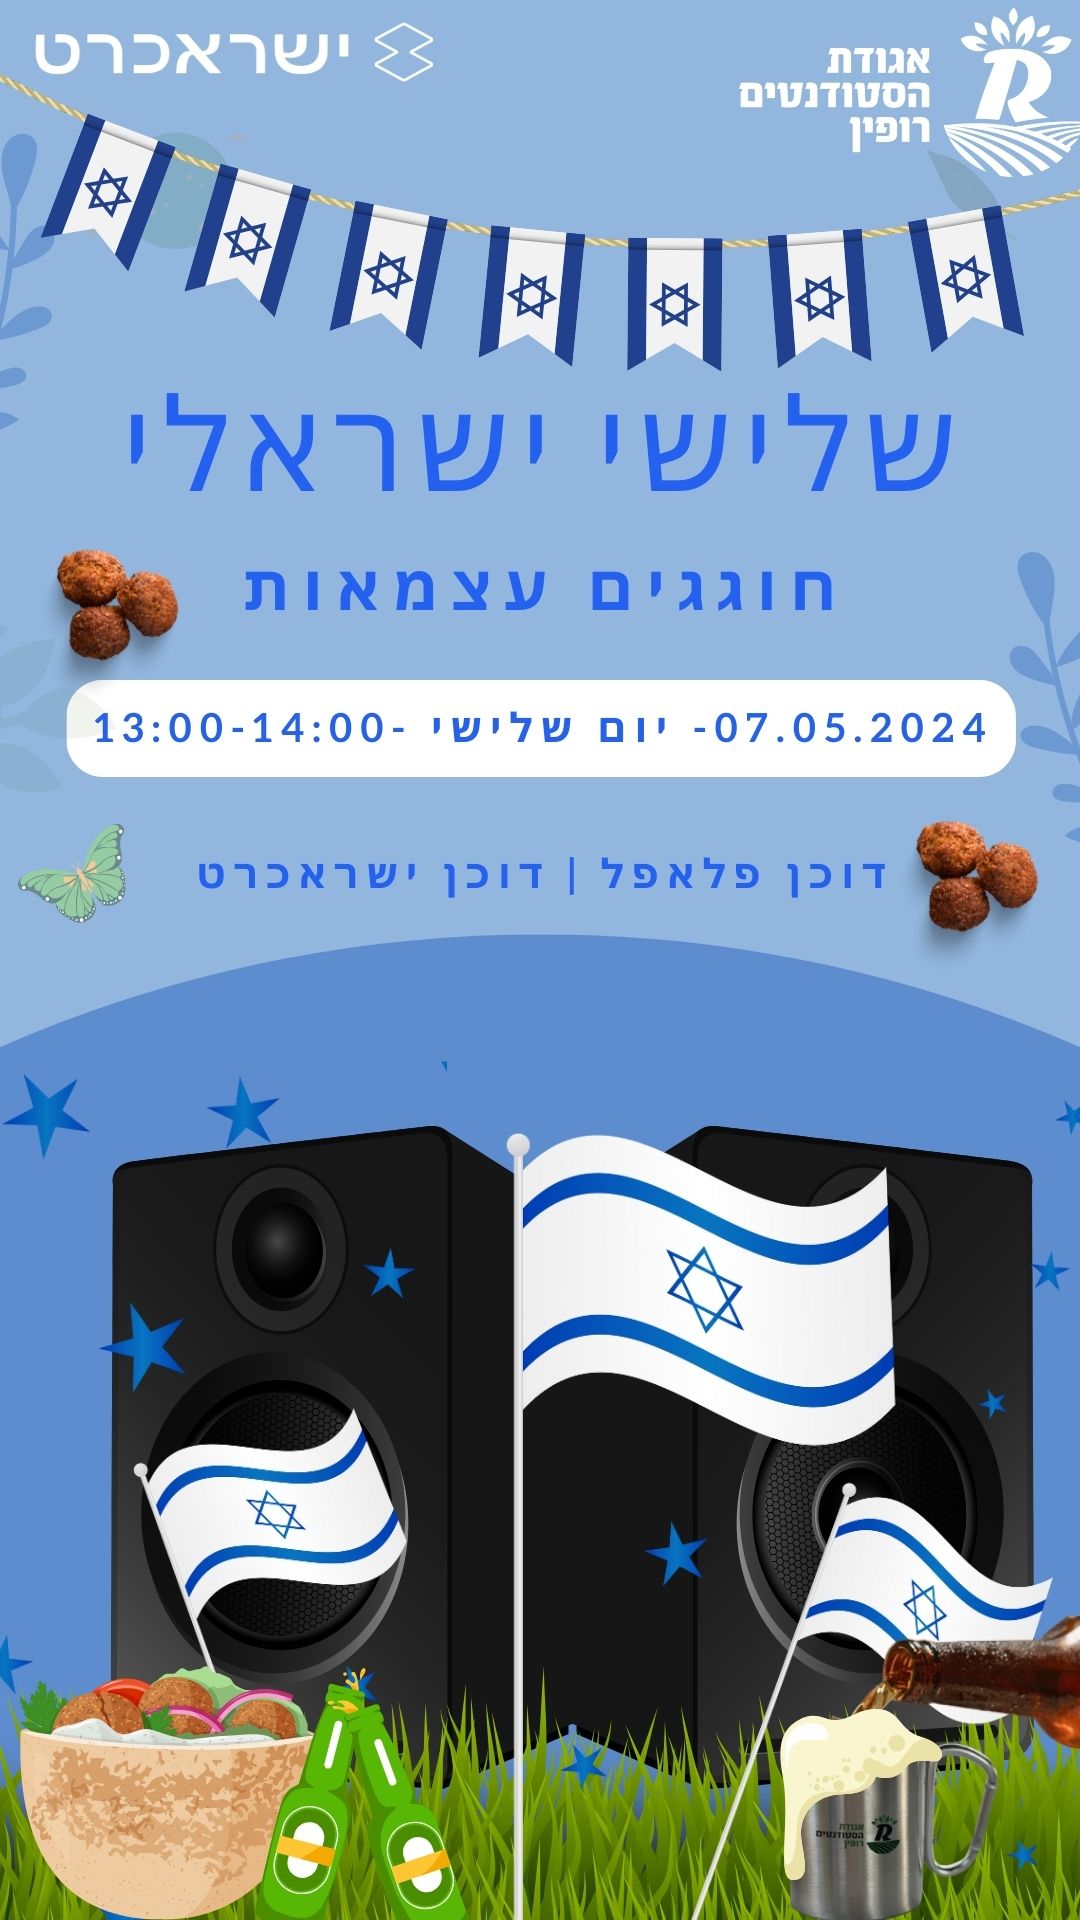 ישראכרט
אגודת
הסטודנטים
רופין
שלישי ישראלי
חוגגים עצמאות
07.05.2024- יום שלישי -13:00-14:00
דוכן פלאפל | דוכן ישראכרט
אגודת
הסטודנטים
רופין